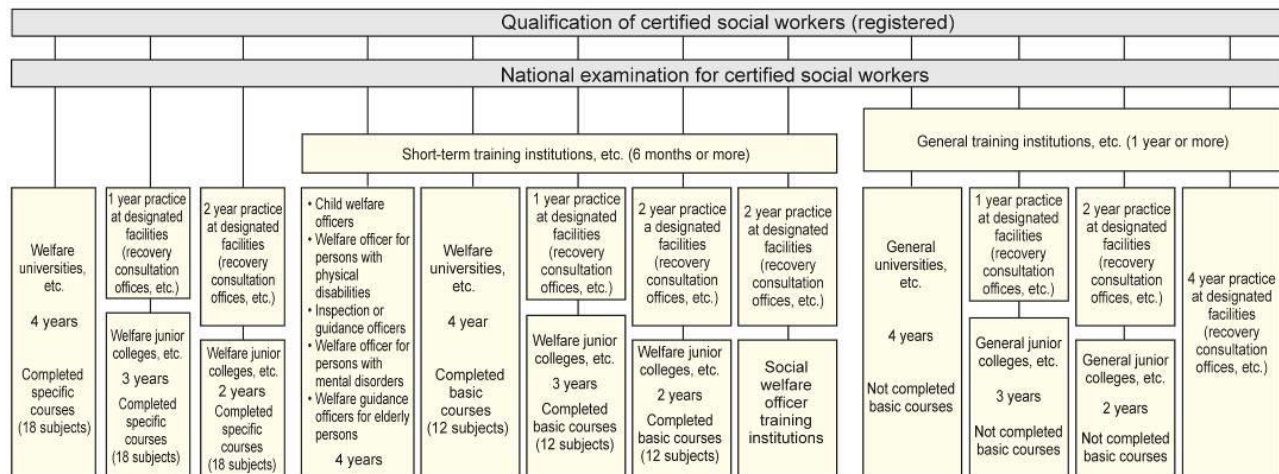 Qualification of certified social workers (registered)
National examination for certified social workers
Short-term training institutions, etc. (6 months or more)
General training institutions, etc. (1 year or more)
Welfare
universities,
etc.
4 years
Completed
specific
courses
(18 subjects)
1 year practice
at designated
facilities
(recovery
consultation
offices, etc.)
Welfare junior
colleges, etc.
3 years
Completed
specific
courses
(18 subjects)
2 year practice
at designated
facilities
(recovery
consultation
offices, etc.)
Welfare junior
colleges, etc.
2 years
Completed
specific
courses
(18 subjects)
• Child welfare
officers
• Welfare officer for
persons with
physical
disabilities
• Inspection or
guidance officers
• Welfare officer for
persons with
mental disorders
• Welfare guidance
officers for elderly
persons
4 years
Welfare
universities,
etc.
4 year
Completed
basic
courses
(12 subjects)
1 year practice
at designated
facilities
(recovery
consultation
offices, etc.)
Welfare junior
colleges, etc.
3 years
Completed
basic courses
(12 subjects)
2 year practice
a designated
facilities
(recovery
consultation
offices, etc.)
Welfare junior
colleges, etc.
2 years
Completed
basic courses
(12 subjects)
2 year practice
at designated
facilities
(recovery
consultation
offices, etc.)
Social
welfare
officer
training
institutions
General
universities,
etc.
4 years
Not completed
basic courses
1 year practice
at designated
facilities
(recovery
consultation
offices, etc.)
General junior
colleges, etc.
3 years
Not completed
basic courses
2 year practice
at designated
facilities
(recovery
consultation
offices, etc.)
General junior
colleges, etc.
2 years
Not completed
basic courses
4 year practice
at designated
facilities
(recovery
consultation
offices, etc.)